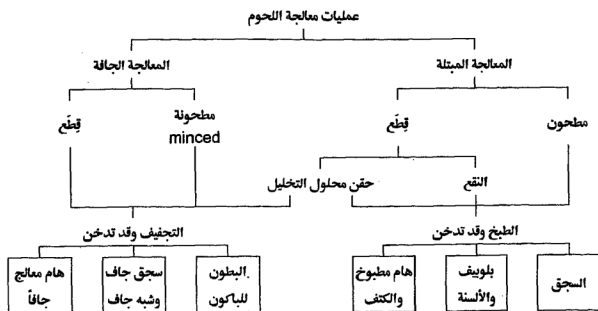 عمليات معالجة اللحوم
المعالجة المبتلة
المعالجة الجافة
مطحون
قِطَع
مطحونة
minced
قِطَع
النقع
حقن محلول التخليل
الطبخ وقد تدخن
التجفيف وقد تدخن
السجق
بلوبيف
والألسنة
هام مطبوخ
والكتف
البطون
للباكون
سجق جاف
وشبه جاف
هام معالج
جافاً